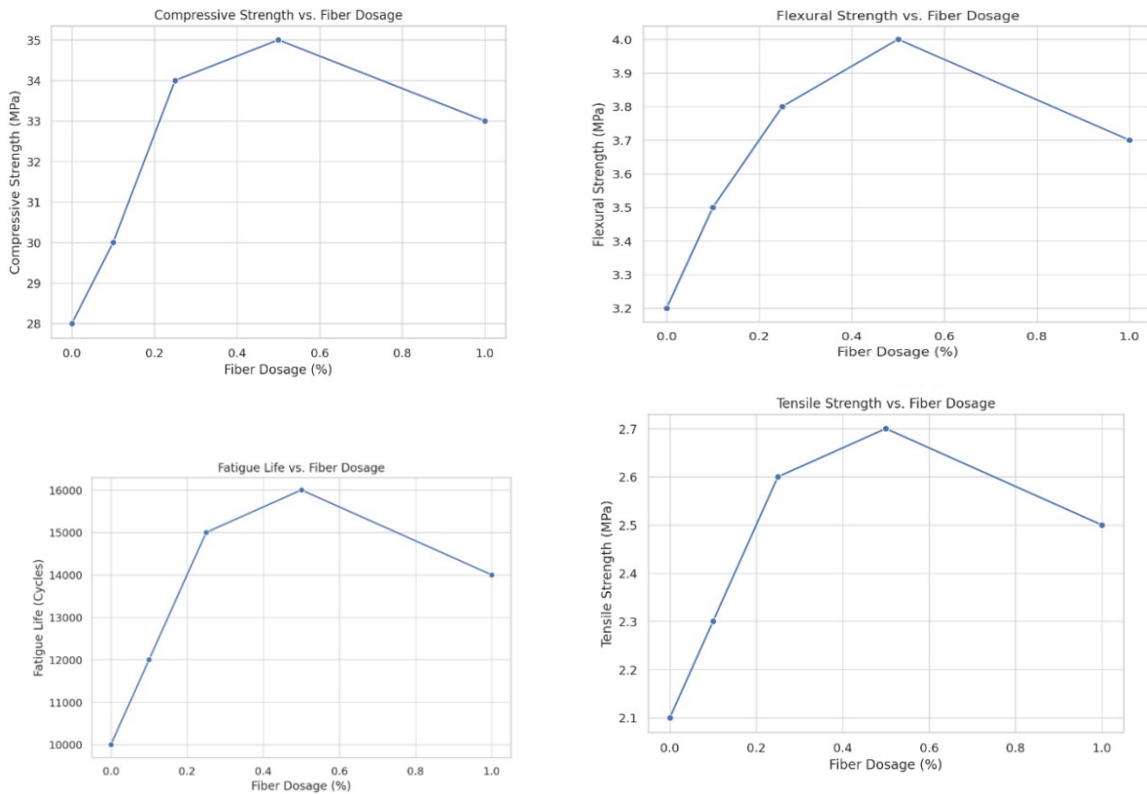 Compressive Strength vs. Fiber Dosage
35
34
33
32
31
30
29
28
Compressive Strength (MPa)
0.0 0.2 0.4 0.6 0.8 1.0
Fiber Dosage (%)
Flexural Strength vs. Fiber Dosage
4.0
3.9
3.8
3.7
3.6
3.5
3.4
3.3
3.2
Flexural Strength (MPa)
0.0 0.2 0.4 0.6 0.8 1.0
Fiber Dosage (%)
Fatigue Life vs. Fiber Dosage
16000
15000
14000
13000
12000
11000
10000
Fatigue Life (Cycles)
0.0 0.2 0.4 0.6 0.8 1.0
Fiber Dosage (%)
Tensile Strength vs. Fiber Dosage
2.7
2.6
2.5
2.4
2.3
2.2
2.1
Tensile Strength (MPa)
0.0 0.2 0.4 0.6 0.8 1.0
Fiber Dosage (%)